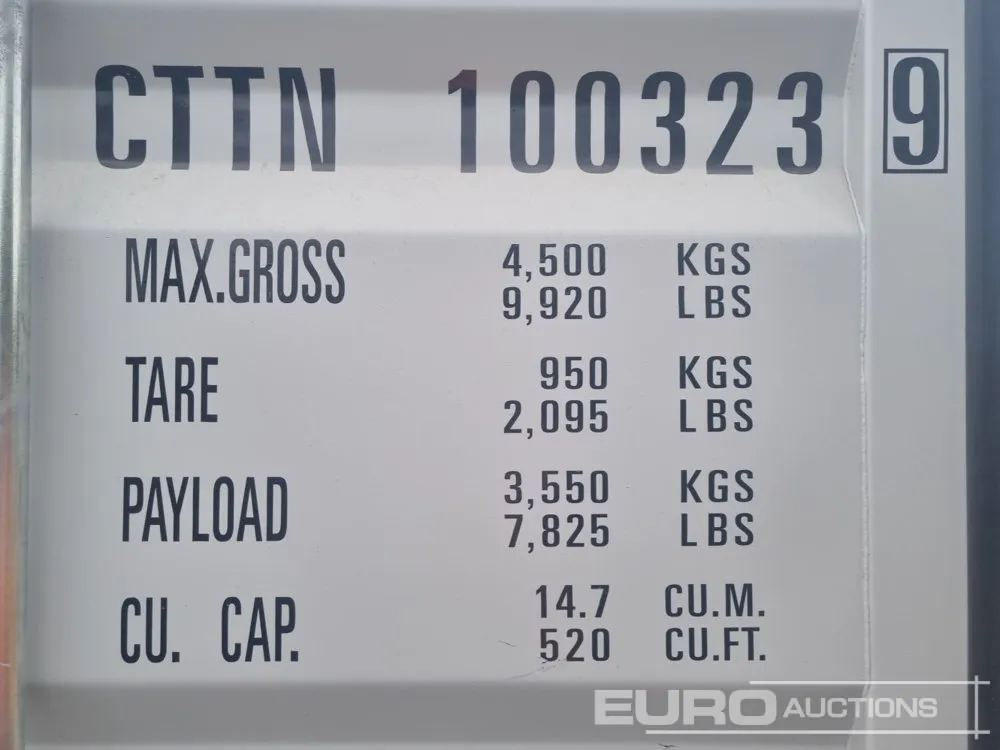 CTTN 100323 9
MAX.GROSS 4,500 KGS
9,920 LBS
TARE 950 KGS
2,095 LBS
PAYLOAD 3,550 KGS
7,825 LBS
CU. CAP. 14.7 CU.M.
520 CU.FT.
EURO AUCTIONS